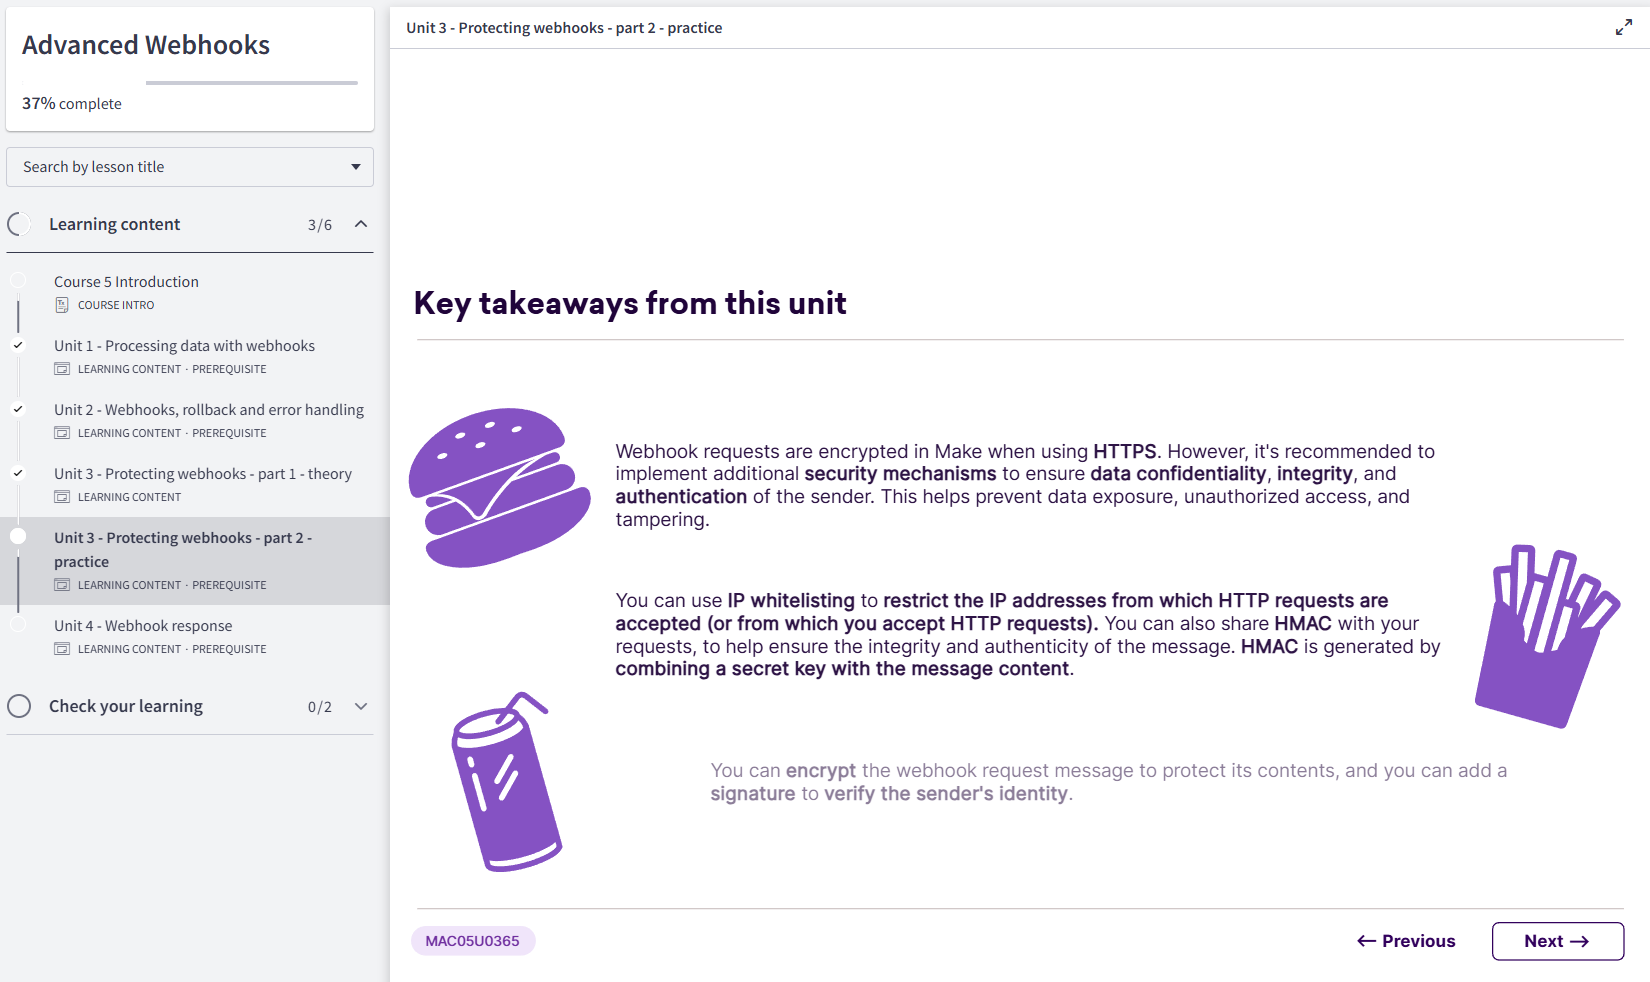 Advanced Webhooks
37% complete
Search by lesson title
Learning content 3/6
Course 5 Introduction
COURSE INTRO
Unit 1 - Processing data with webhooks
LEARNING CONTENT · PREREQUISITE
Unit 2 - Webhooks, rollback and error handling
LEARNING CONTENT · PREREQUISITE
Unit 3 - Protecting webhooks - part 1 - theory
LEARNING CONTENT
Unit 3 - Protecting webhooks - part 2 -
practice
LEARNING CONTENT · PREREQUISITE
Unit 4 - Webhook response
LEARNING CONTENT · PREREQUISITE
Check your learning 0/2
Unit 3 - Protecting webhooks - part 2 - practice
Key takeaways from this unit
Webhook requests are encrypted in Make when using HTTPS. However, it's recommended to
implement additional security mechanisms to ensure data confidentiality, integrity, and
authentication of the sender. This helps prevent data exposure, unauthorized access, and
tampering.
You can use IP whitelisting to restrict the IP addresses from which HTTP requests are
accepted (or from which you accept HTTP requests). You can also share HMAC with your
requests, to help ensure the integrity and authenticity of the message. HMAC is generated by
combining a secret key with the message content.
You can encrypt the webhook request message to protect its contents, and you can add a
signature to verify the sender's identity.
MAC05U0365
← Previous
Next →